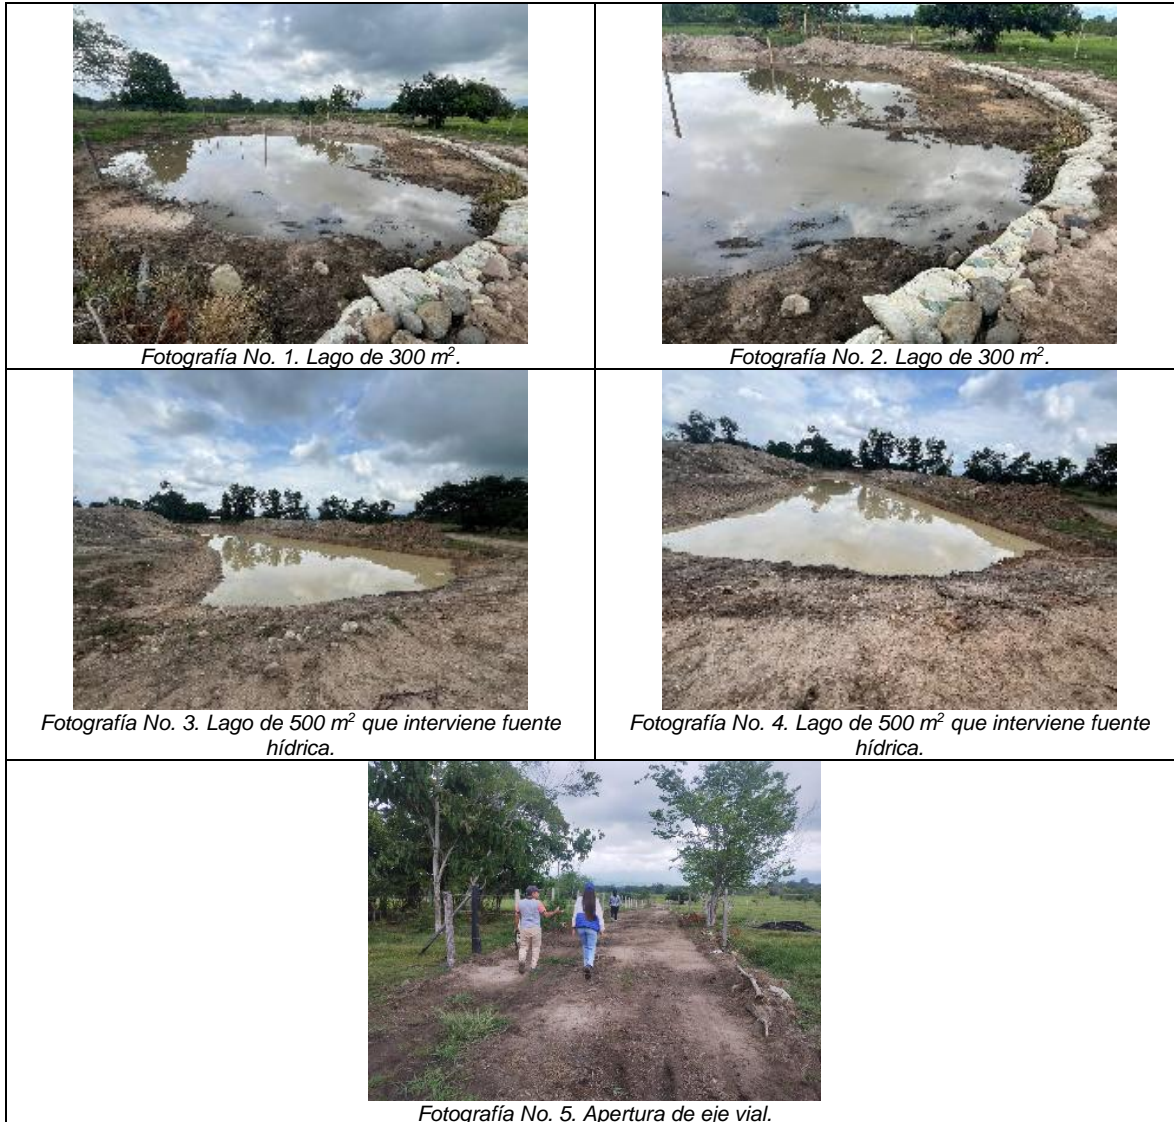 Fotografía No. 1. Lago de 300 m².
Fotografía No. 2. Lago de 300 m².
Fotografía No. 3. Lago de 500 m² que interviene fuente
hídrica.
Fotografía No. 4. Lago de 500 m² que interviene fuente
hídrica.
Fotografía No. 5. Apertura de eje vial.